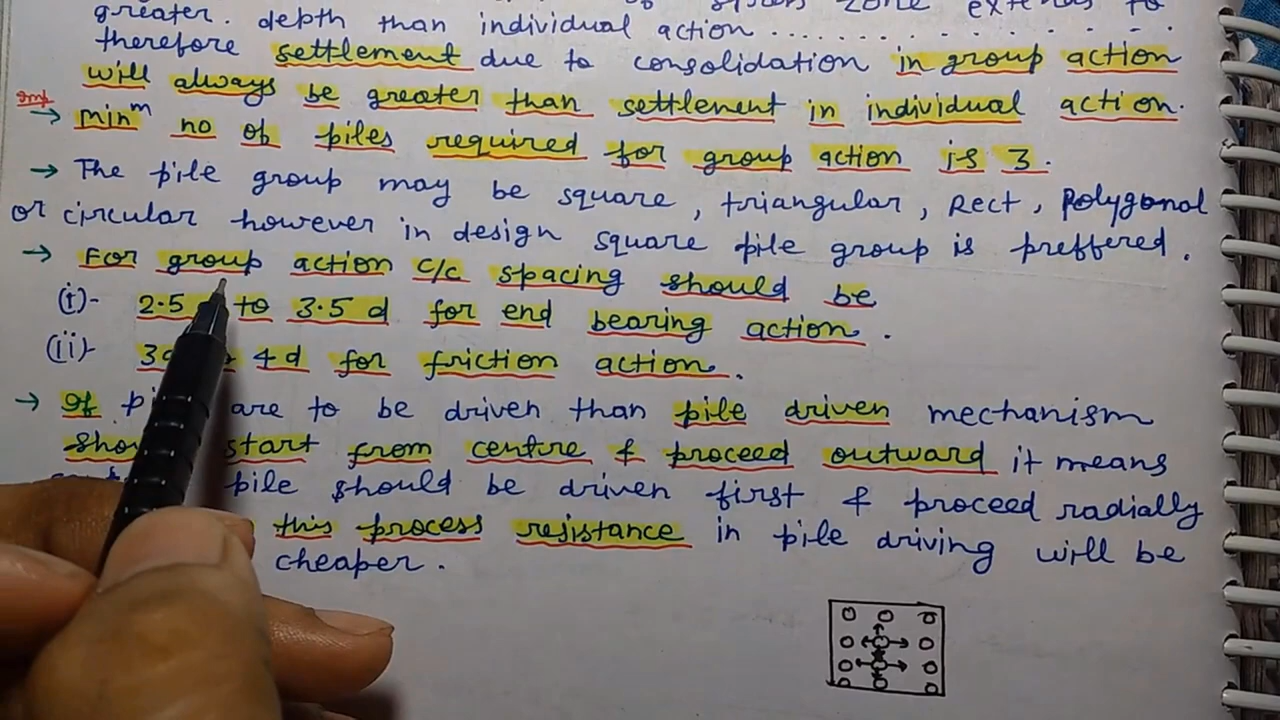 greater. depth than individual action . . . . . . . . . . . .
therefore settlement due to consolidation in group action
will always be greater than settlement in individual action.
Imp
→ minm no of piles required for group action is 3.
→ The pile group may be square, triangular, Rect, Polygonal
or circular however in design square pile group is preffered.
→ For group action c/c spacing should be
(i)- 2.5 to 3.5 d for end bearing action.
(ii)- 4d for friction action.
→ If are to be driven than pile driven mechanism
start from centre & proceed outward it means
pile should be driven first & proceed radially
this process resistance in pile driving will be
cheaper.